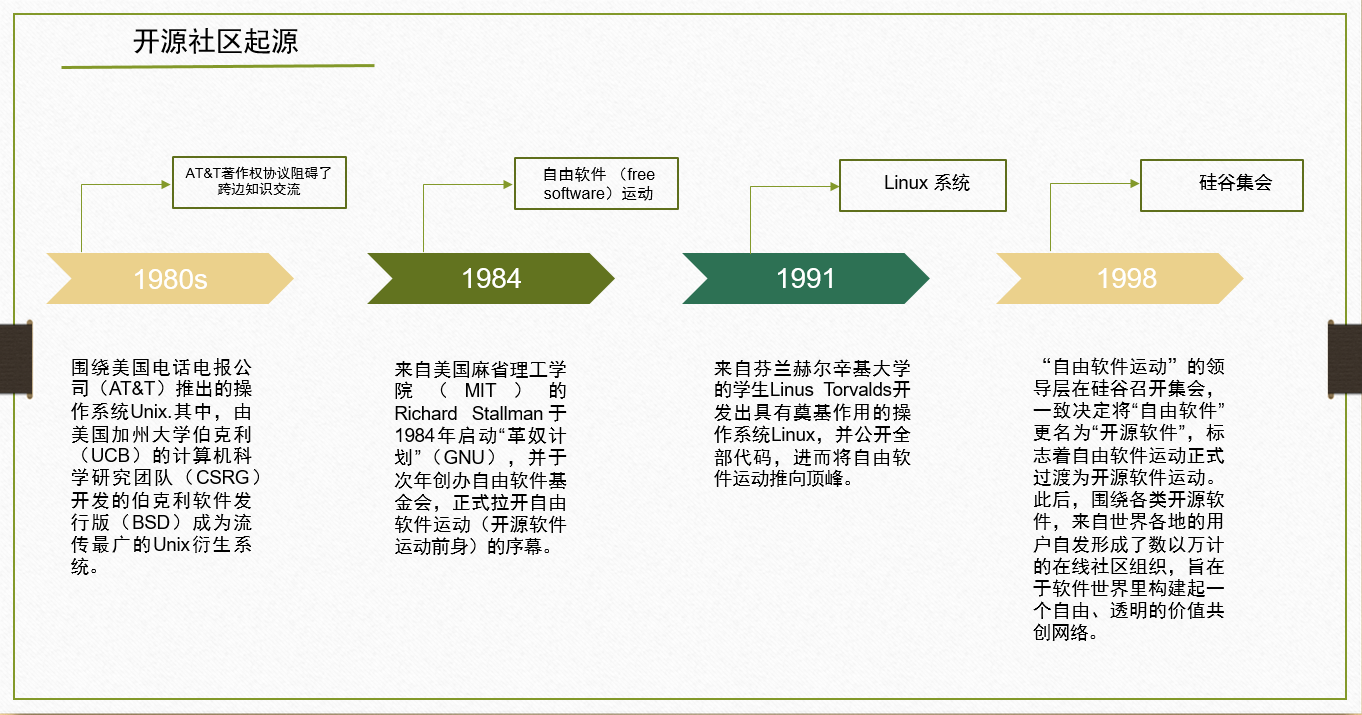 开源社区起源
AT&T著作权协议阻碍了
跨边知识交流
自由软件 （free
software）运动
Linux 系统
硅谷集会
1980s
1984
1991
1998
围绕美国电话电报公
司（AT&T）推出的操
作系统Unix.其中，由
美国加州大学伯克利
（UCB）的计算机科
学研究团队（CSRG）
开发的伯克利软件发
行版（BSD）成为流
传最广的Unix衍生系
统。
来自美国麻省理工学
院（MIT）的
Richard Stallman于
1984年启动“革奴计
划”（GNU），并于
次年创办自由软件基
金会，正式拉开自由
软件运动（开源软件
运动前身）的序幕。
来自芬兰赫尔辛基大学
的学生Linus Torvalds开
发出具有奠基作用的操
作系统Linux，并公开全
部代码，进而将自由软
件运动推向顶峰。
“自由软件运动”的领
导层在硅谷召开集会，
一致决定将“自由软件”
更名为“开源软件”，标
志着自由软件运动正式
过渡为开源软件运动。
此后，围绕各类开源软
件，来自世界各地的用
户自发形成了数以万计
的在线社区组织，旨在
于软件世界里构建起一
个自由、透明的价值共
创网络。